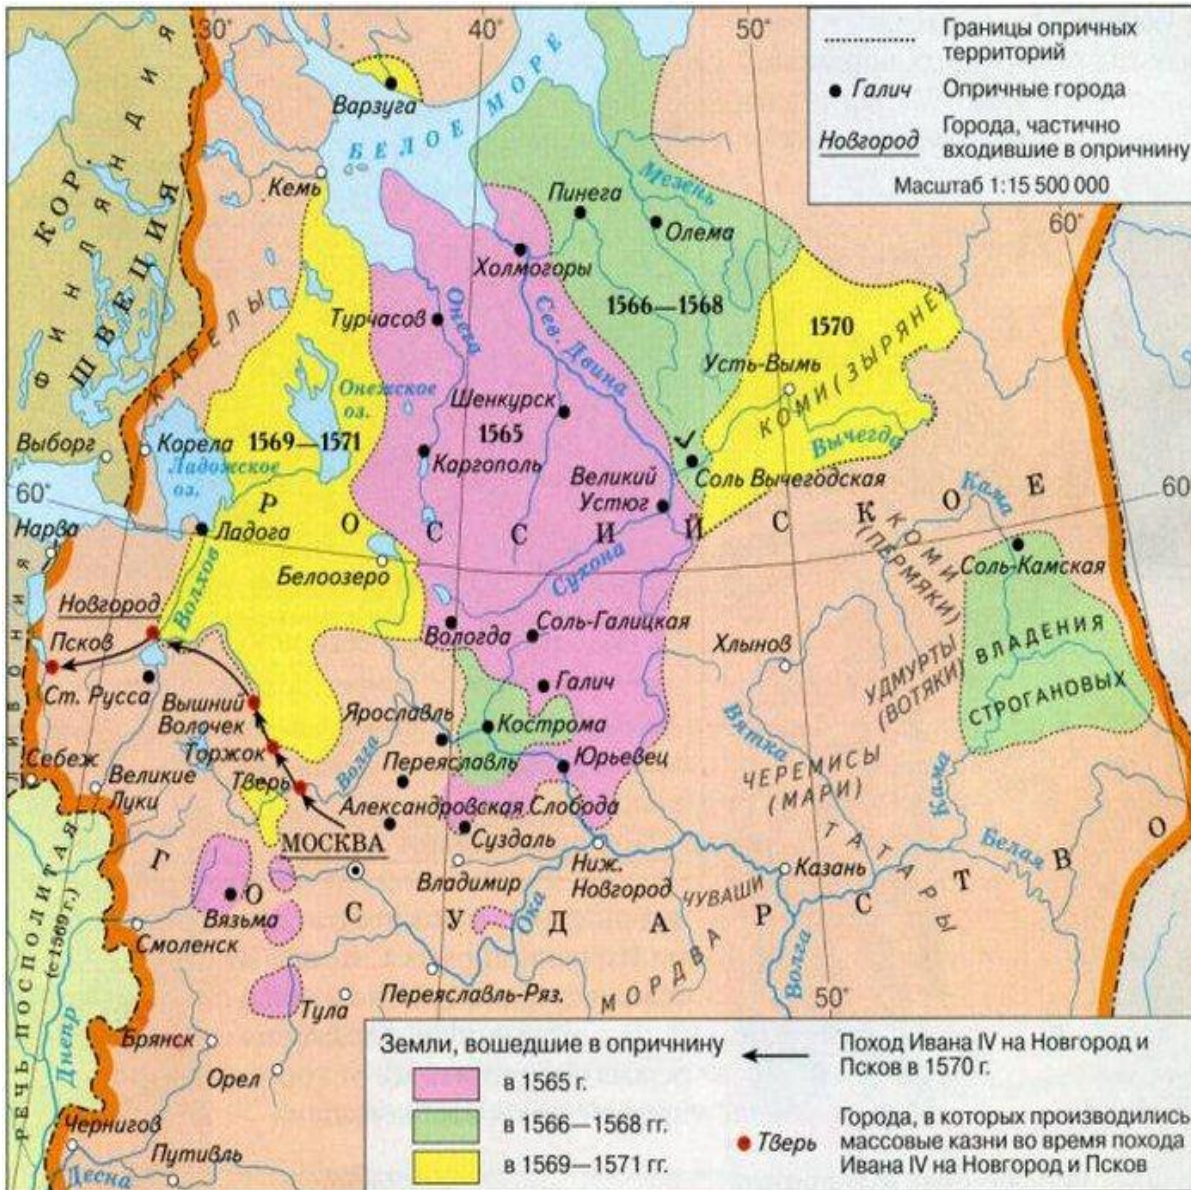 30°
40°
50°
Границы опричных
территорий
Галич
Опричные города
Новгород
Города, частично
входившие в опричнину
Масштаб 1:15 500 000
Варзуга
БЕЛОЕ МОРЕ
КОР.
ШВЕЦИЯ
ФИНЛЯНДИЯ
Кемь
Пинега
Мезень
Олема
60°
Холмогоры
КАРЕЛЫ
Турчасов
Онега
Сев. Двина
1566—1568
1570
Усть-Вымь
КОМИ (ЗЫРЯНЕ)
Онежское
оз.
Шенкурск
1565
1569—1571
Выборг
Корела
Ладожское
оз.
Каргополь
Вычегда
Соль Вычегодская
Великий
Устюг
60°
Кама
60
РОССИЙСКОЕ
Нарва
Ладога
Волхов
Белоозеро
Сухона
КОМИ
(ПЕРМЯКИ)
Соль-Камская
ЛИВОНИЯ
Новгород
Псков
Вологда
Соль-Галицкая
Хлынов
УДМУРТЫ
(ВОТЯКИ)
ВЛАДЕНИЯ
СТРОГАНОВЫХ
Ст. Русса
Вышний
Волочек
Галич
Ярославль
Кострома
Вятка
Торжок
Волга
Переяславль
Юрьевец
Себеж
Великие
Луки
Тверь
ЧЕРЕМИСЫ
(МАРИ)
Кама
Александровская Слобода
Суздаль
МОСКВА
ТАТАРЫ
Белая
Владимир
Ниж.
Новгород
Казань
ЧУВАШИ
ГОСУДАРСТВО
Вязьма
Ока
Смоленск
РЕЧЬ ПОСПОЛИТАЯ
(с 1569 г.)
МОРДВА
Волга
Переяславль-Ряз.
50°
Тула
Днепр
Брянск
Орел
Чернигов
Путивль
Десна
Земли, вошедшие в опричнину
в 1565 г.
в 1566—1568 гг.
в 1569—1571 гг.
Поход Ивана IV на Новгород и
Псков в 1570 г.
Тверь
Города, в которых производились
массовые казни во время похода
Ивана IV на Новгород и Псков